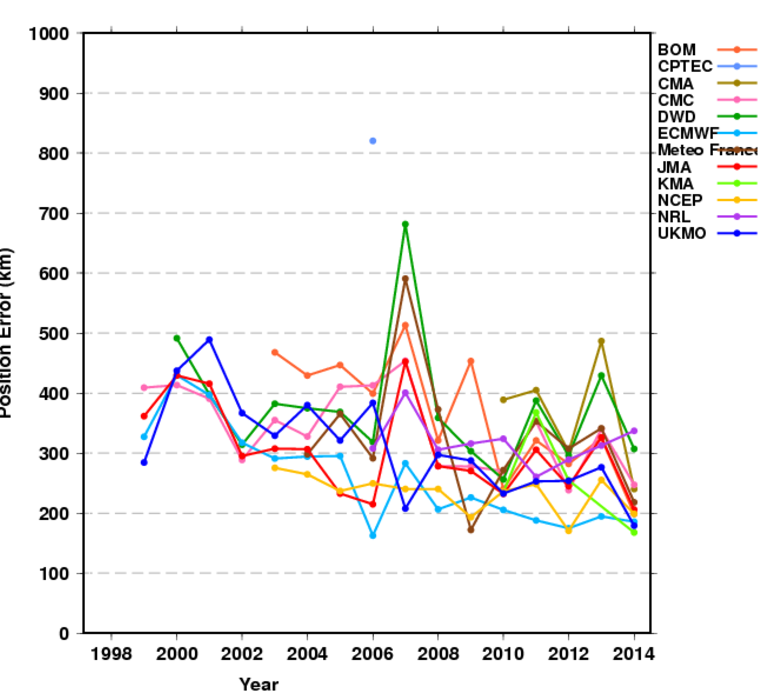 1000
900
800
700
600
500
400
300
200
100
0
Position Error (km)
1998 2000 2002 2004 2006 2008 2010 2012 2014
Year
BOM
CPTEC
CMA
CMC
DWD
ECMWF
Meteo France
JMA
KMA
NCEP
NRL
UKMO